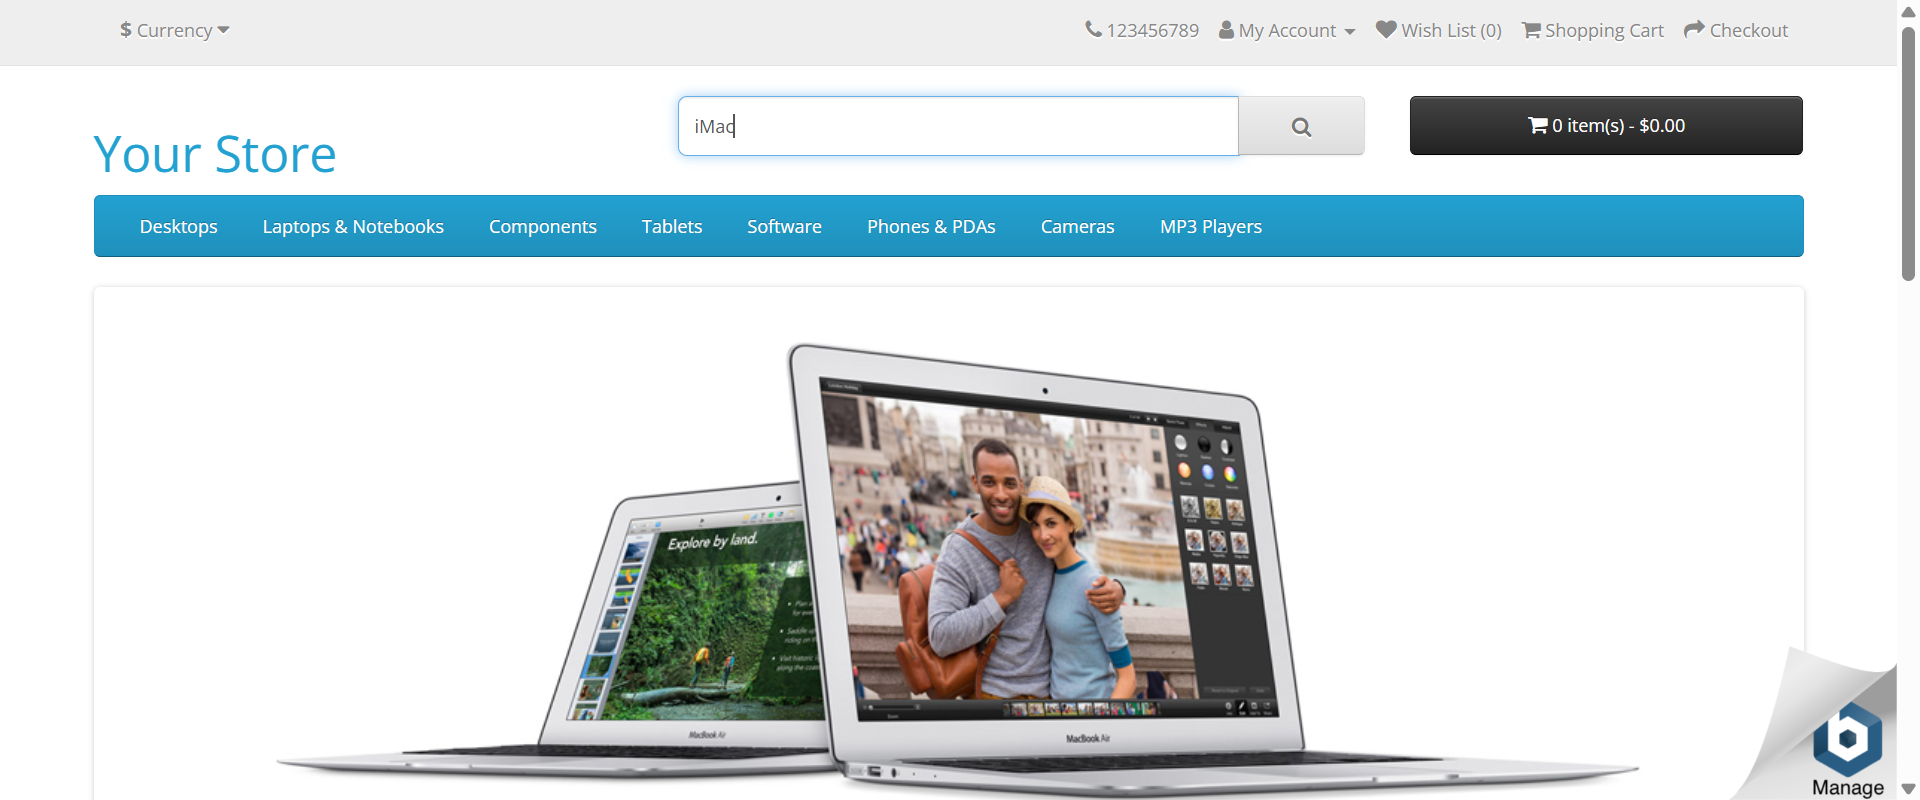 $ Currency
123456789 My Account Wish List (0) Shopping Cart Checkout
Your Store
iMac
0 item(s) - $0.00
Desktops Laptops & Notebooks Components Tablets Software Phones & PDAs Cameras MP3 Players
Explore by land.
MacBook Air
MacBook Air
Manage